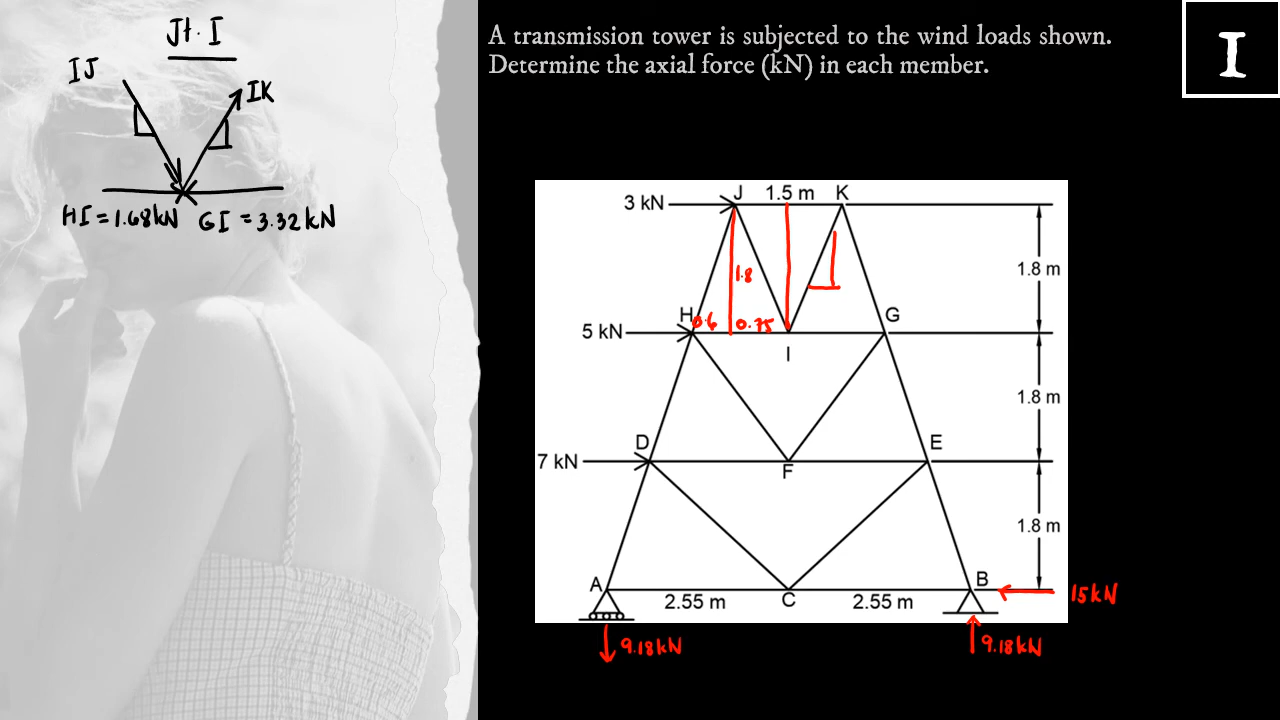 Jt. I
IJ
IK
HI = 1.68kN GI = 3.32 kN
A transmission tower is subjected to the wind loads shown.
Determine the axial force (kN) in each member.
I
3 kN J 1.5 m K
1.8 1.8 m
5 kN H 0.6 0.75 G
I
1.8 m
D E
7 kN F
1.8 m
A B
2.55 m C 2.55 m 15kN
9.18kN 9.18kN